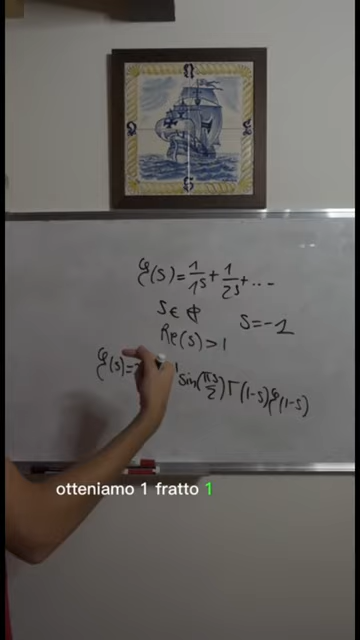 ζ(s)=1/1^s+1/2^s+...
s∈ℂ
Re(s)>1
s=-1
ζ(s)= sin(πs/2)Γ(1-s)ζ(1-s)
otteniamo 1 fratto 1